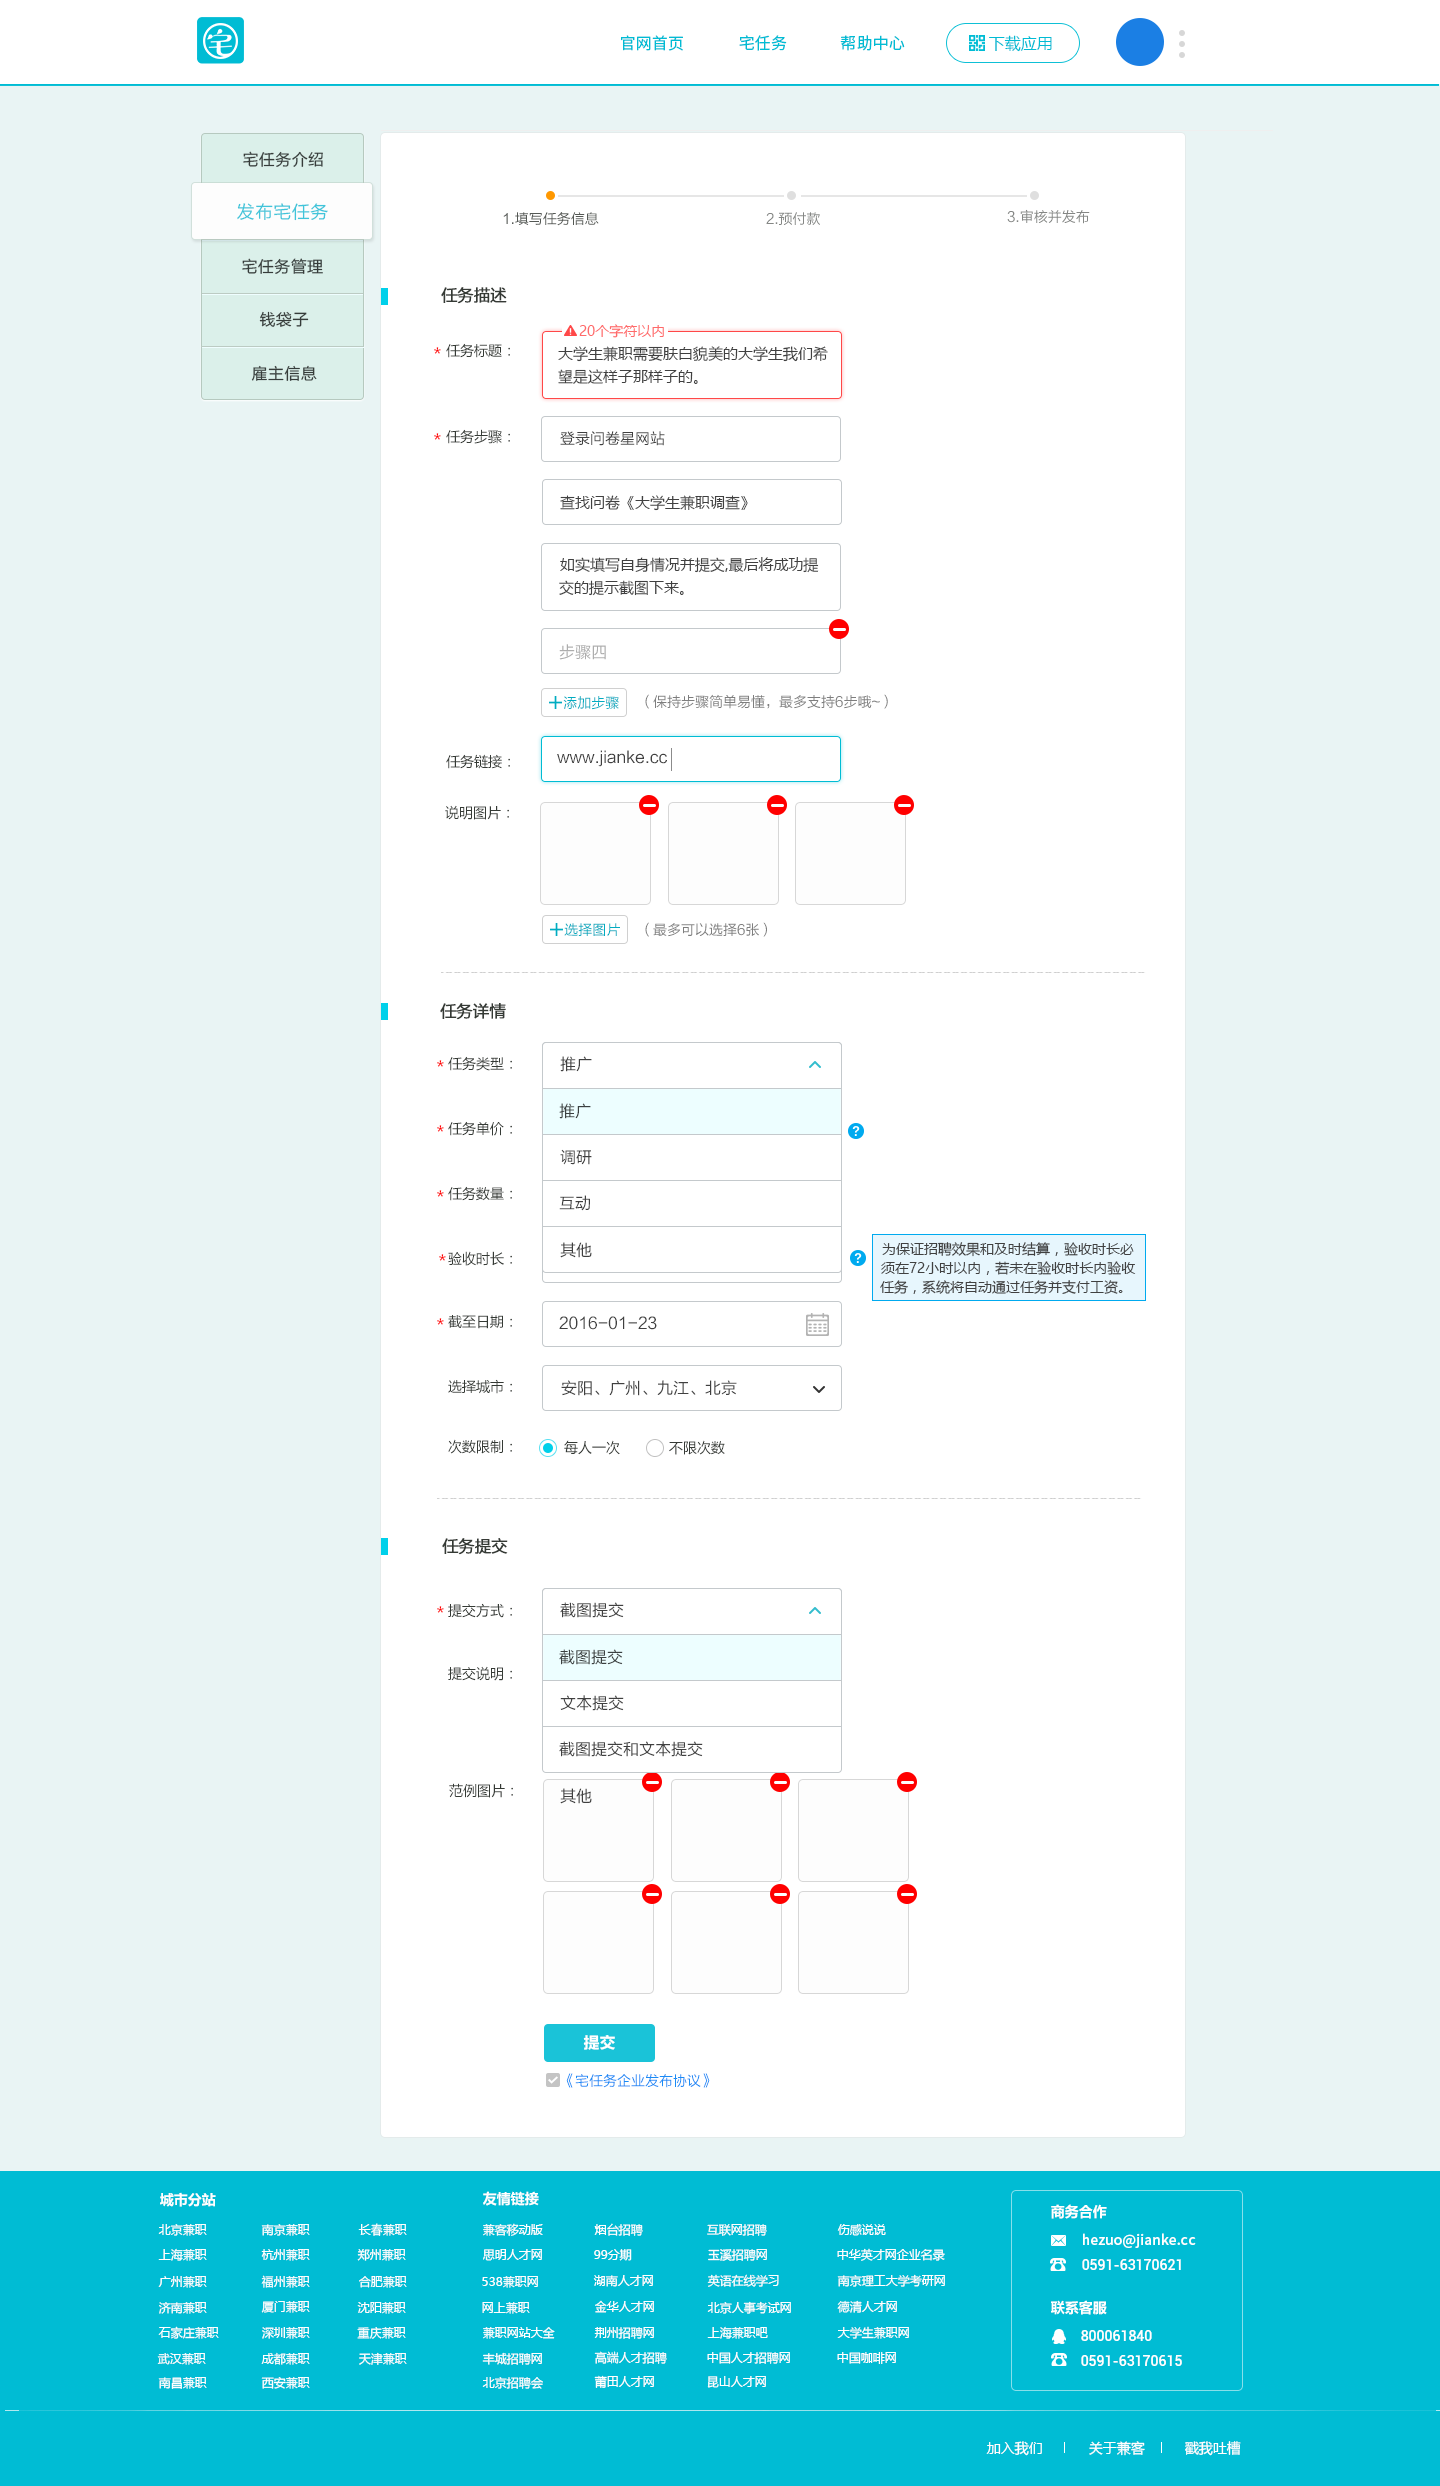 宅
官网首页
宅任务
帮助中心
下载应用
宅任务介绍
发布宅任务
宅任务管理
钱袋子
雇主信息
1.填写任务信息
2.预付款
3.审核并发布
任务描述
20个字符以内
* 任务标题：
大学生兼职需要肤白貌美的大学生我们希
望是这样子那样子的。
* 任务步骤：
登录问卷星网站
查找问卷《大学生兼职调查》
如实填写自身情况并提交,最后将成功提
交的提示截图下来。
步骤四
添加步骤
（保持步骤简单易懂，最多支持6步哦~）
任务链接：
www.jianke.cc
说明图片：
选择图片
（最多可以选择6张）
任务详情
* 任务类型：
推广
推广
* 任务单价：
?
调研
* 任务数量：
互动
* 验收时长：
其他
?
为保证招聘效果和及时结算，验收时长必
须在72小时以内，若未在验收时长内验收
任务，系统将自动通过任务并支付工资。
* 截至日期：
2016-01-23
选择城市：
安阳、广州、九江、北京
次数限制：
每人一次
不限次数
任务提交
* 提交方式：
截图提交
截图提交
提交说明：
文本提交
截图提交和文本提交
范例图片：
其他
提交
《宅任务企业发布协议》
城市分站
北京兼职 南京兼职 长春兼职
上海兼职 杭州兼职 郑州兼职
广州兼职 福州兼职 合肥兼职
济南兼职 厦门兼职 沈阳兼职
石家庄兼职 深圳兼职 重庆兼职
武汉兼职 成都兼职 天津兼职
南昌兼职 西安兼职
友情链接
兼客移动版 烟台招聘 互联网招聘 伤感说说
思明人才网 99分期 玉溪招聘网 中华英才网企业名录
538兼职网 湖南人才网 英语在线学习 南京理工大学考研网
网上兼职 金华人才网 北京人事考试网 德清人才网
兼职网站大全 荆州招聘网 上海兼职吧 大学生兼职网
丰城招聘网 高端人才招聘 中国人才招聘网 中国咖啡网
北京招聘会 莆田人才网 昆山人才网
商务合作
hezuo@jianke.cc
0591-63170621
联系客服
800061840
0591-63170615
加入我们
关于兼客
戳我吐槽